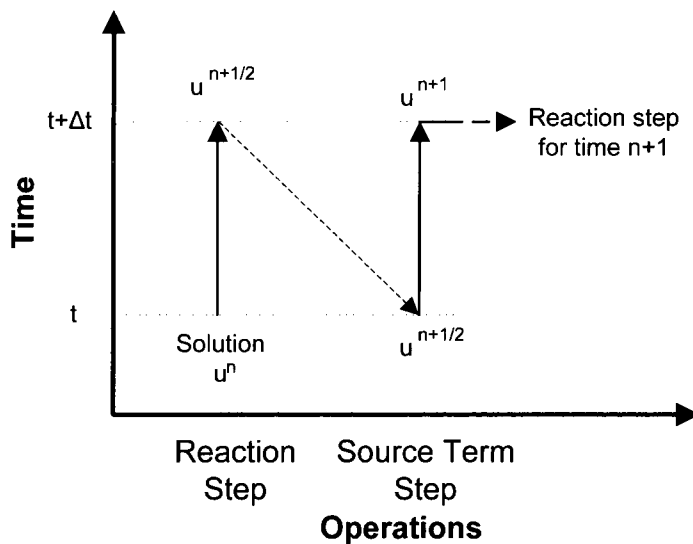 u^n+1/2
u^n+1
t+Δt
Reaction step
for time n+1
Time
t
Solution
u^n
u^n+1/2
Reaction
Step
Source Term
Step
Operations